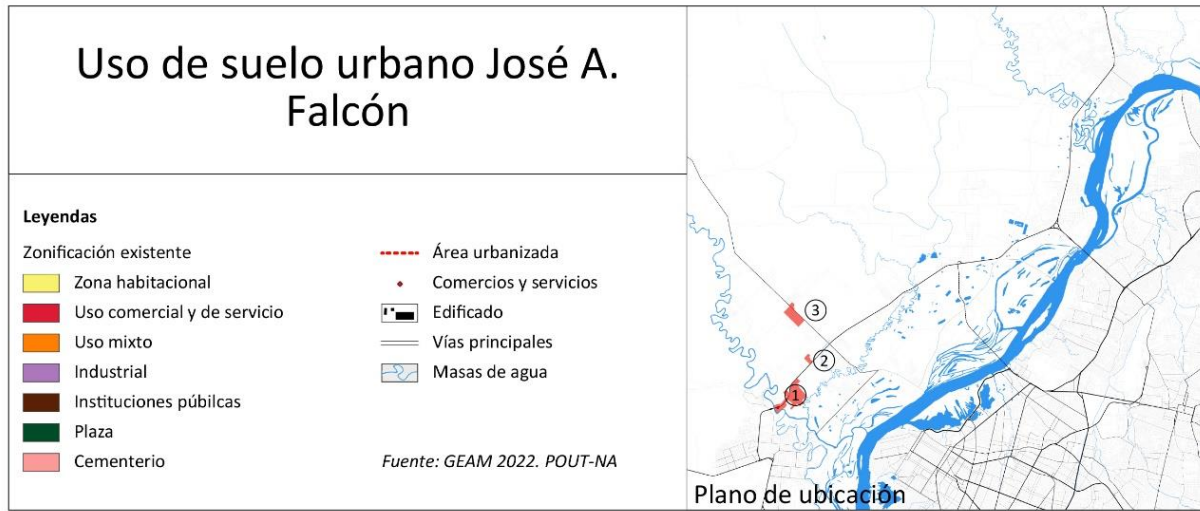 Uso de suelo urbano José A.
Falcón
Leyendas
Zonificación existente
Zona habitacional
Uso comercial y de servicio
Uso mixto
Industrial
Instituciones púbilcas
Plaza
Cementerio
Área urbanizada
Comercios y servicios
Edificado
Vías principales
Masas de agua
Fuente: GEAM 2022. POUT-NA
3
2
1
Plano de ubicación